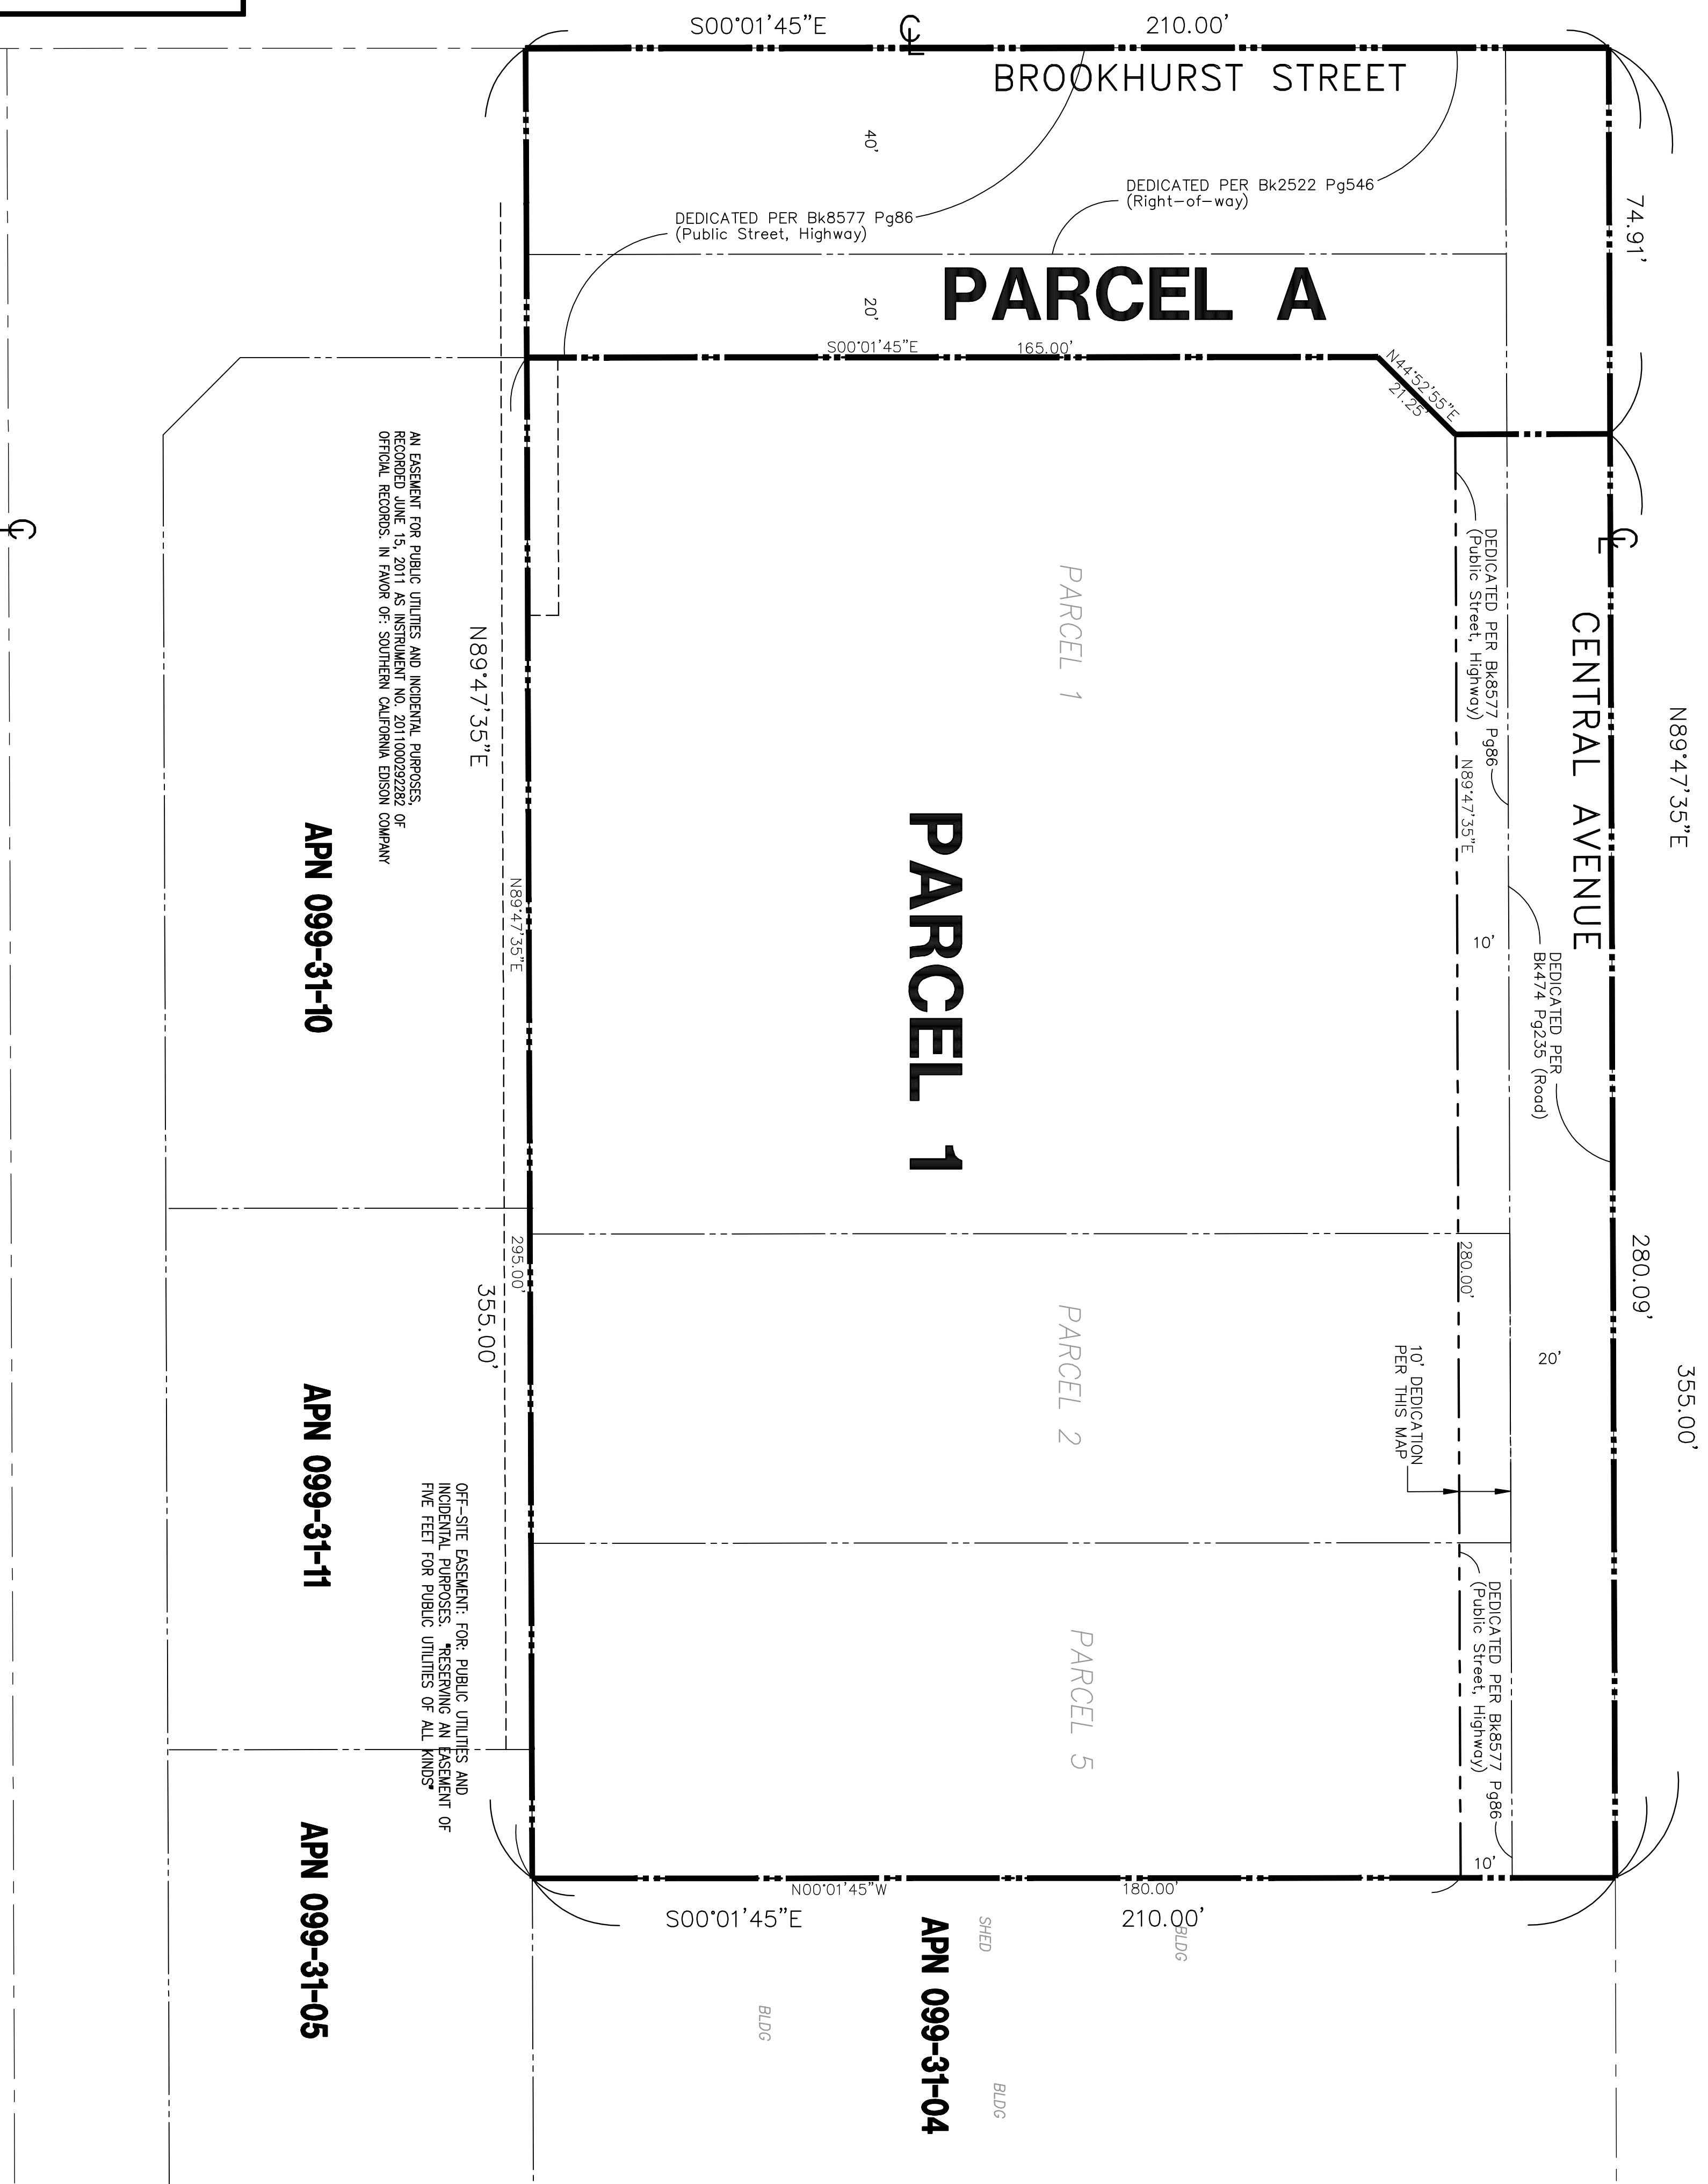 S00°01'45"E
210.00'
BROOKHURST STREET
40'
DEDICATED PER Bk2522 Pg546
(Right-of-way)
DEDICATED PER Bk8577 Pg86
(Public Street, Highway)
74.91'
PARCEL A
20'
S00°01'45"E
165.00'
N44°52'55"E
21.25'
AN EASEMENT FOR PUBLIC UTILITIES AND INCIDENTAL PURPOSES,
RECORDED JUNE 15, 2011 AS INSTRUMENT NO. 2011000292282 OF
OFFICIAL RECORDS. IN FAVOR OF: SOUTHERN CALIFORNIA EDISON COMPANY
N89°47'35"E
PARCEL 1
DEDICATED PER Bk8577 Pg86
(Public Street, Highway)
CENTRAL AVENUE
N89°47'35"E
N89°47'35"E
APN 099-31-10
N89°47'35"E
PARCEL 1
10'
DEDICATED PER
Bk474 Pg235 (Road)
295.00'
355.00'
280.00'
280.09'
355.00'
PARCEL 2
20'
10' DEDICATION
PER THIS MAP
APN 099-31-11
OFF-SITE EASEMENT: FOR: PUBLIC UTILITIES AND
INCIDENTAL PURPOSES. "RESERVING AN EASEMENT OF
FIVE FEET FOR PUBLIC UTILITIES OF ALL KINDS"
PARCEL 5
DEDICATED PER Bk8577 Pg86
(Public Street, Highway)
10'
N00°01'45"W
180.00'
S00°01'45"E
210.00'
APN 099-31-05
APN 099-31-04
SHED
BLDG
BLDG
BLDG